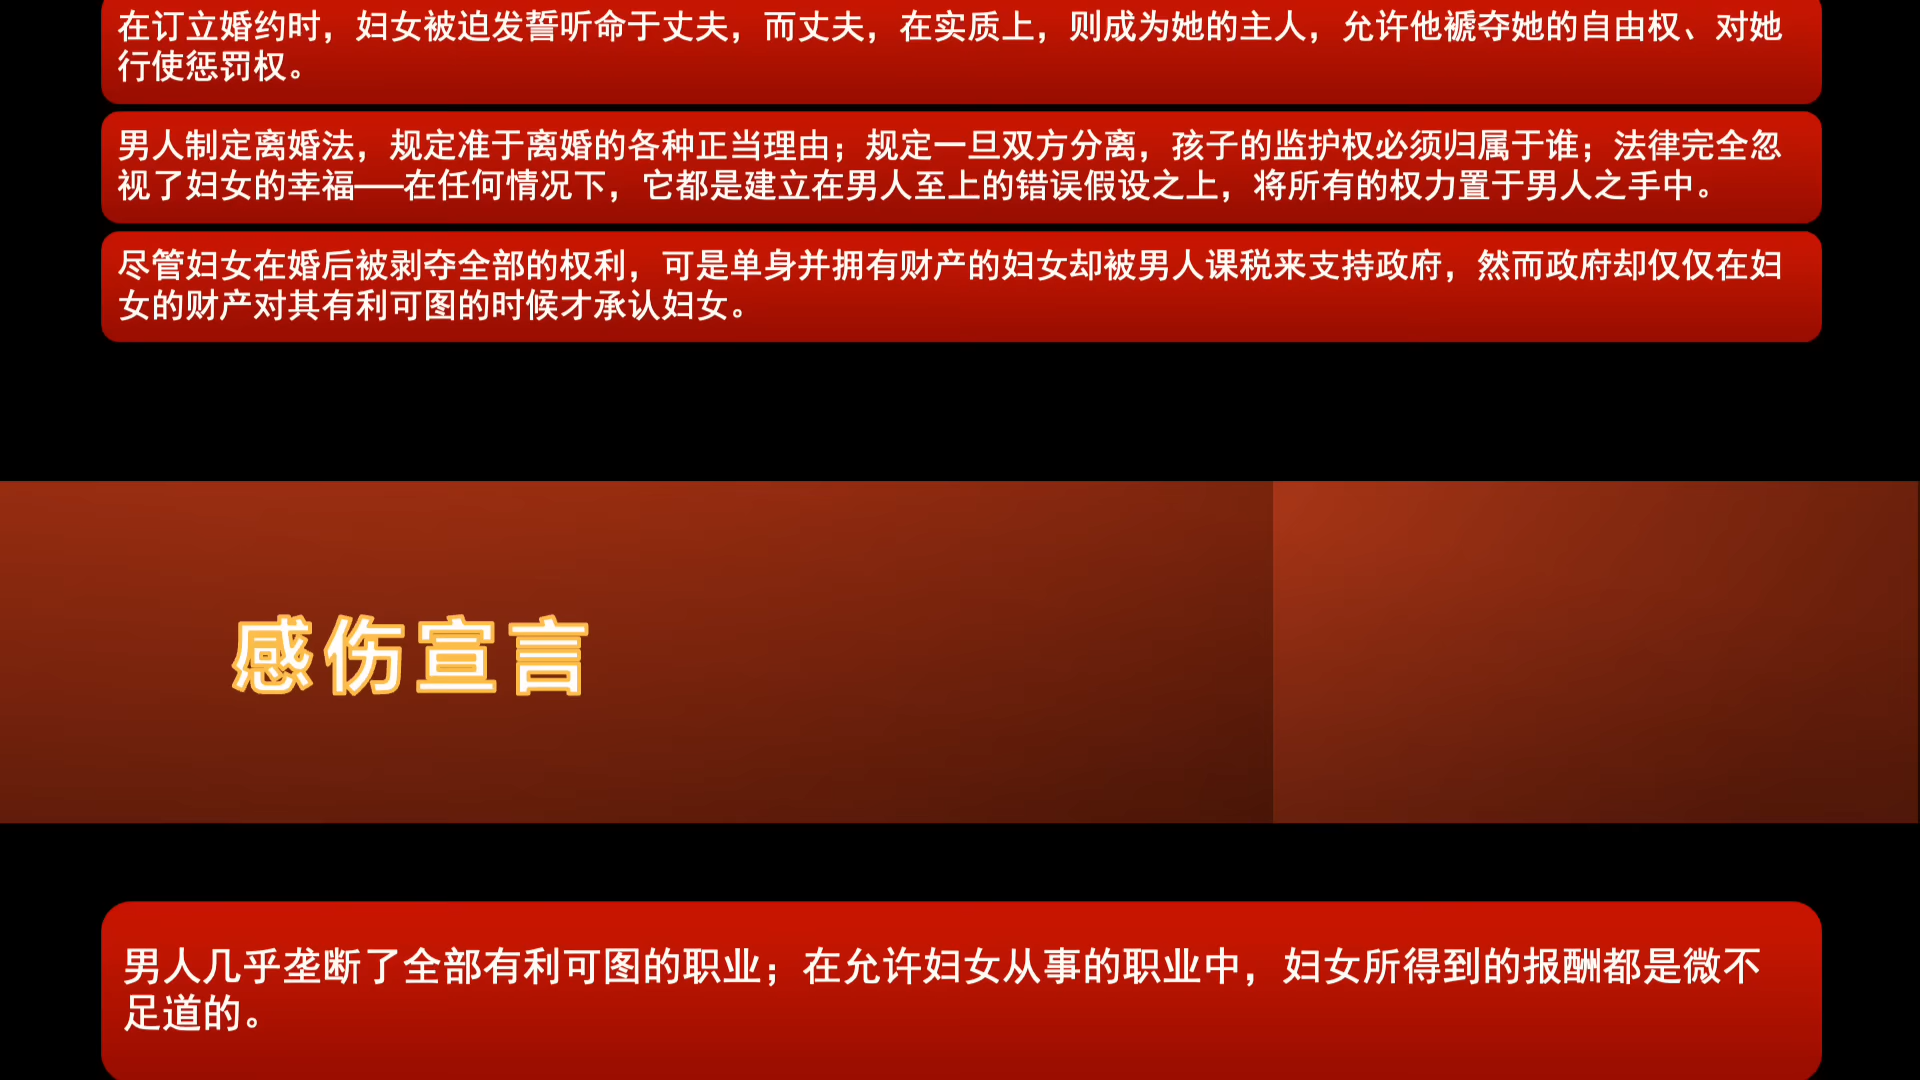 在订立婚约时，妇女被迫发誓听命于丈夫，而丈夫，在实质上，则成为她的主人，允许他褫夺她的自由权、对她
行使惩罚权。
男人制定离婚法，规定准于离婚的各种正当理由；规定一旦双方分离，孩子的监护权必须归属于谁；法律完全忽
视了妇女的幸福——在任何情况下，它都是建立在男人至上的错误假设之上，将所有的权力置于男人之手中。
尽管妇女在婚后被剥夺全部的权利，可是单身并拥有财产的妇女却被男人课税来支持政府，然而政府却仅仅在妇
女的财产对其有利可图的时候才承认妇女。
感伤宣言
男人几乎垄断了全部有利可图的职业；在允许妇女从事的职业中，妇女所得到的报酬都是微不
足道的。